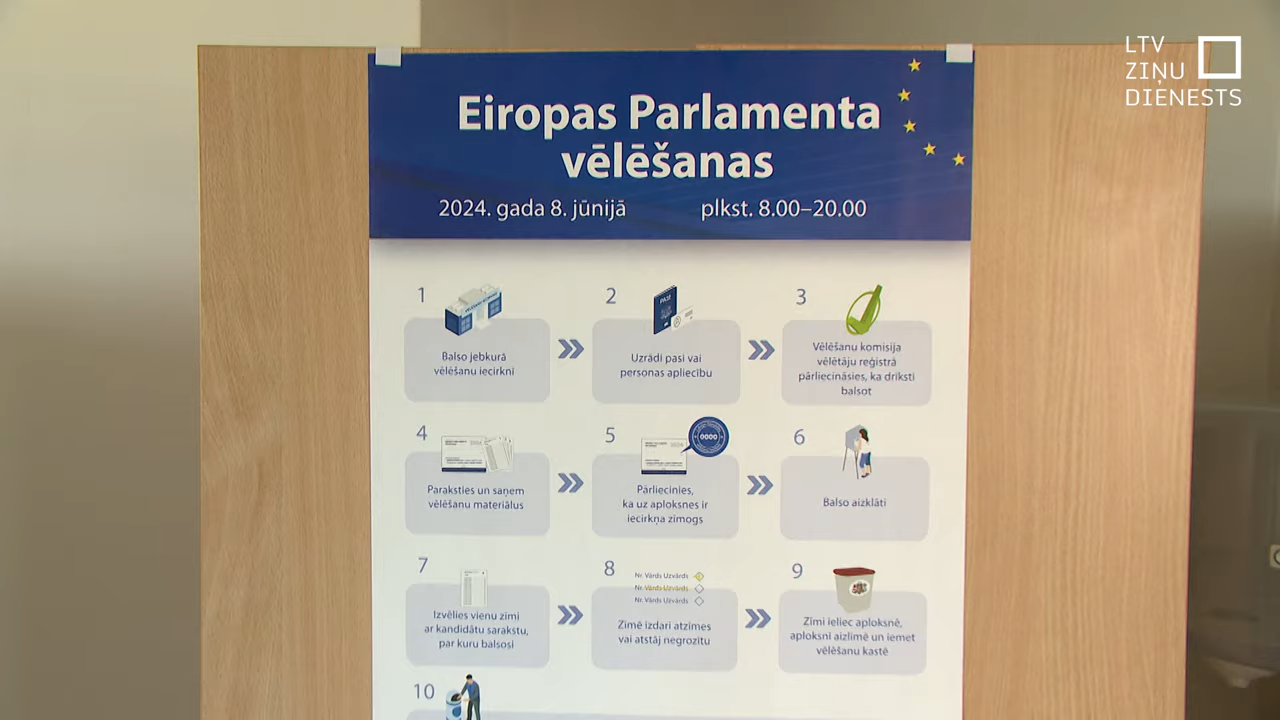 LTV
ZIŅU
DIENESTS
Eiropas Parlamenta
vēlēšanas
2024. gada 8. jūnijā plkst. 8.00–20.00
1
Balso jebkurā
vēlēšanu iecirknī
2
PASE
Uzrādi pasi vai
personas apliecību
3
Vēlēšanu komisija
vēlētāju reģistrā
pārliecināsies, ka drīksti
balsot
4
Paraksties un saņem
vēlēšanu materiālus
5
0000
Pārliecinies,
ka uz aploksnes ir
iecirkņa zīmogs
6
Balso aizklāti
7
Izvēlies vienu zīmi
ar kandidātu sarakstu,
par kuru balsosi
8
Nr. Vārds Uzvārds
Nr. Vārds Uzvārds
Nr. Vārds Uzvārds
Zīmē izdari atzīmes
vai atstāj negrozītu
9
Zīmi ieliec aploksnē,
aploksni aizlīmē un iemet
vēlēšanu kastē
10